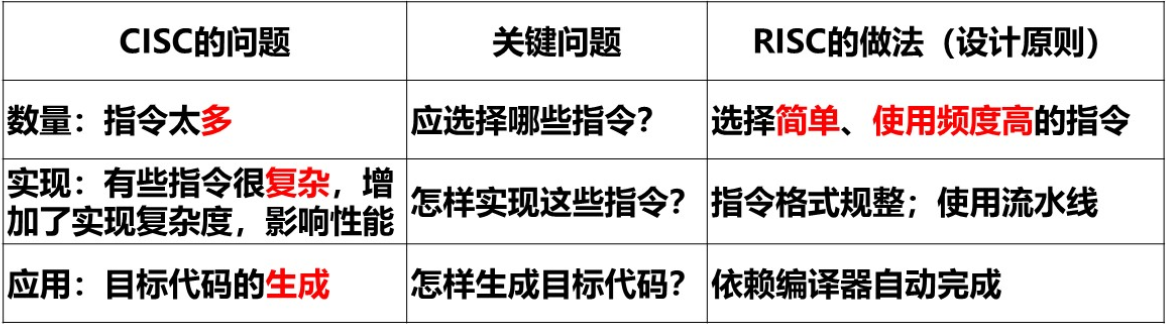 CISC的问题
关键问题
RISC的做法（设计原则）
数量：指令太多
应选择哪些指令？
选择简单、使用频度高的指令
实现：有些指令很复杂，增
加了实现复杂度，影响性能
怎样实现这些指令？
指令格式规整；使用流水线
应用：目标代码的生成
怎样生成目标代码？
依赖编译器自动完成